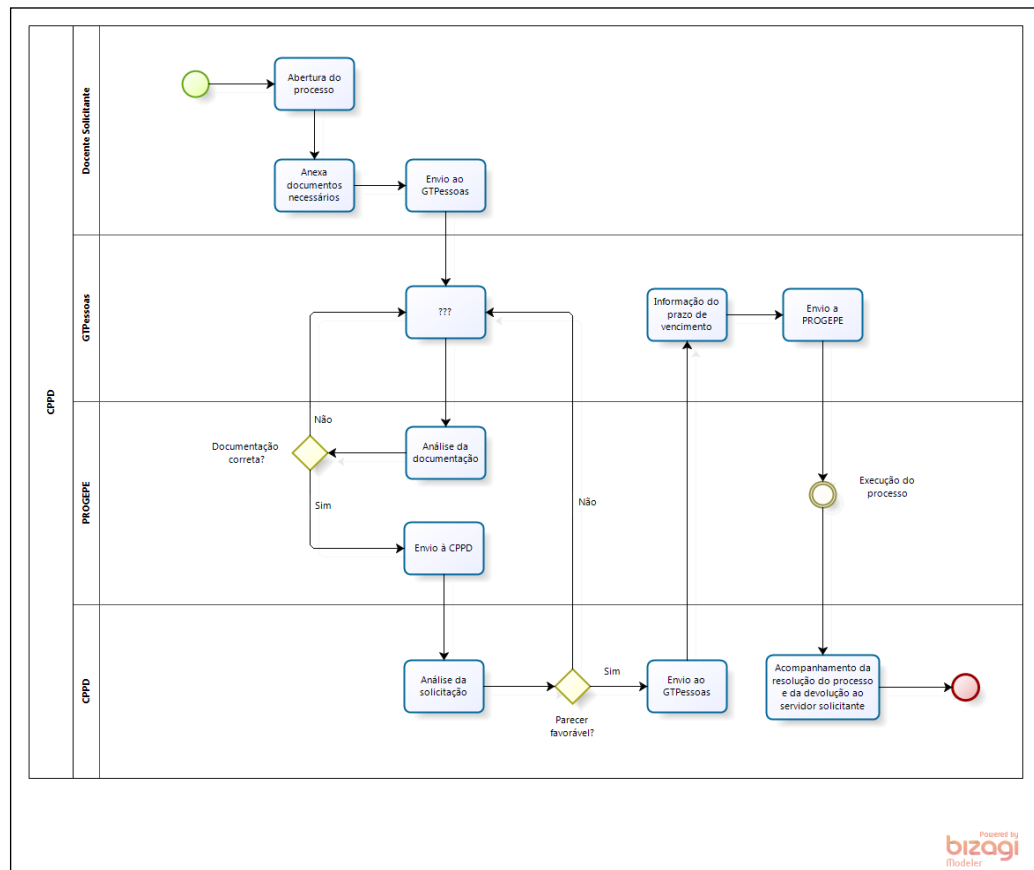 CPPD
Docente Solicitante
Abertura do
processo
Anexa
documentos
necessários
Envio ao
GTPessoas
GTPessoas
???
Informação do
prazo de
vencimento
Envio a
PROGEPE
PROGEPE
Não
Documentação
correta?
Análise da
documentação
Sim
Envio à CPPD
Não
Execução do
processo
CPPD
Análise da
solicitação
Parecer
favorável?
Sim
Envio ao
GTPessoas
Acompanhamento da
resolução do processo
e da devolução ao
servidor solicitante
Powered by
bizagi
Modeler